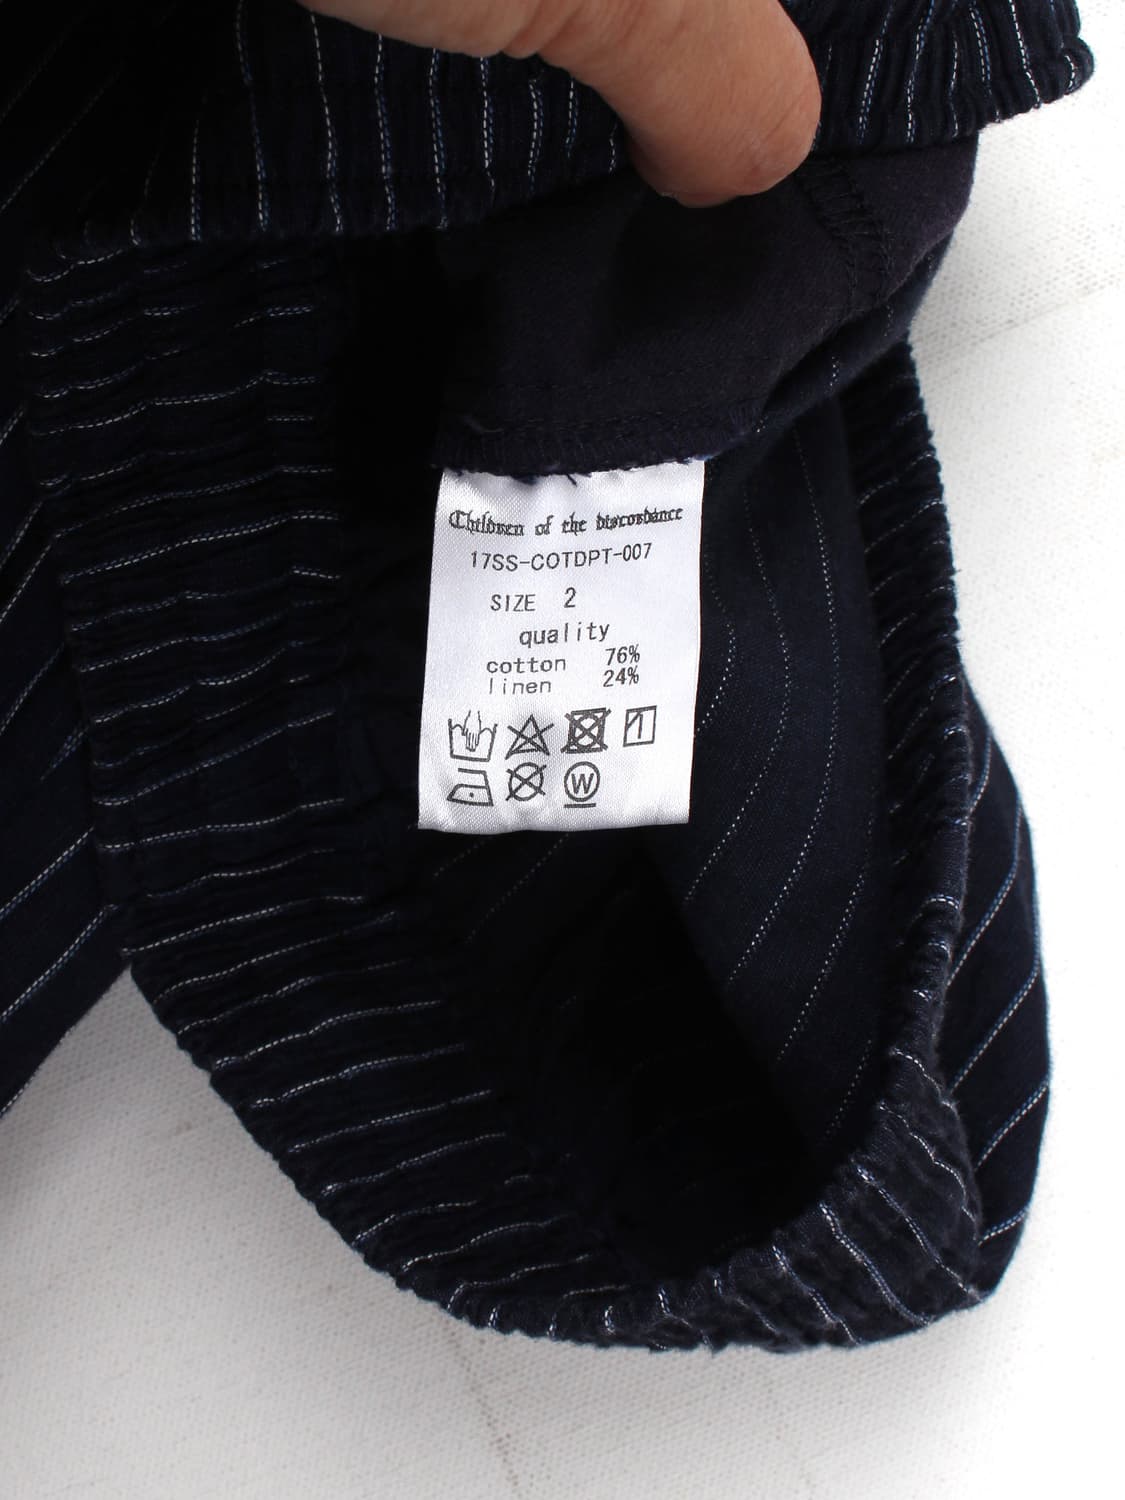 Children of the discordance
17SS-COTDPT-007
SIZE 2
quality
cotton 76%
linen 24%
W